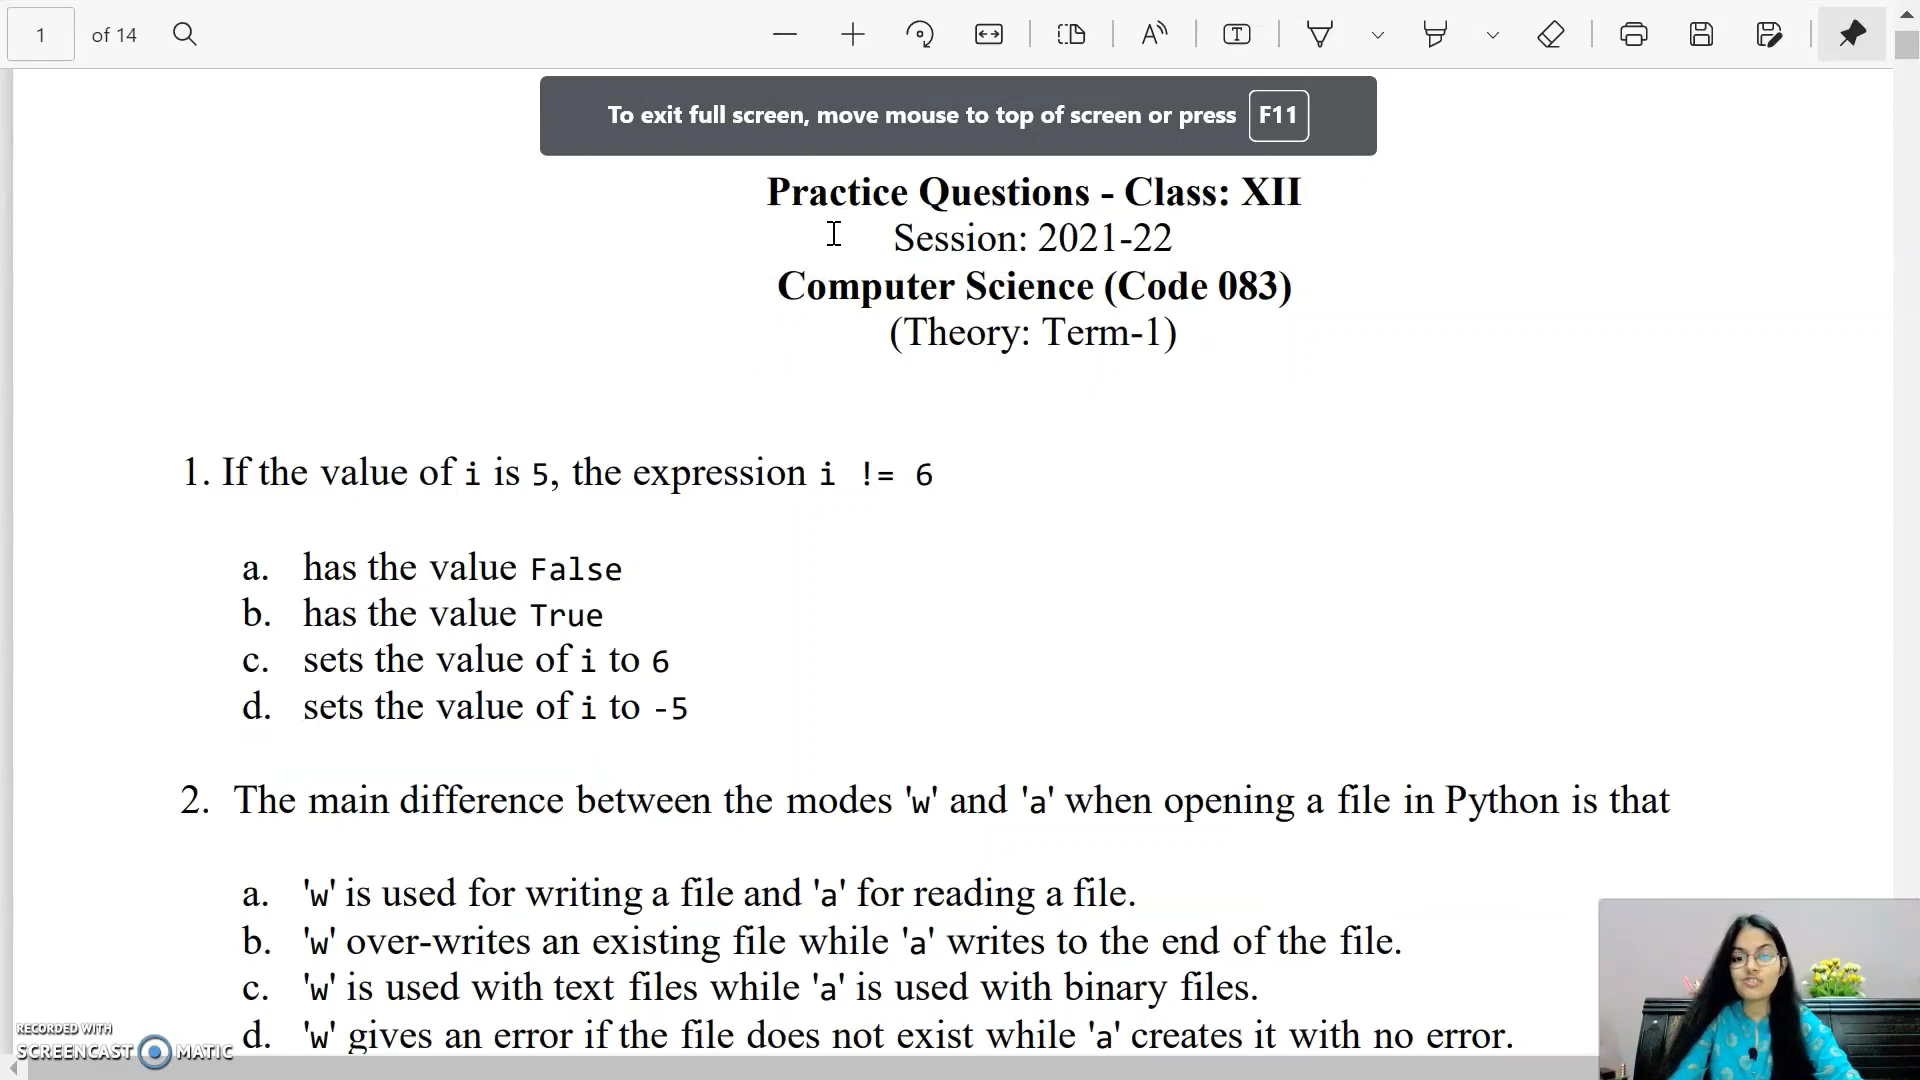 1 of 14
To exit full screen, move mouse to top of screen or press F11
Practice Questions - Class: XII
Session: 2021-22
Computer Science (Code 083)
(Theory: Term-1)
1. If the value of i is 5, the expression i != 6
a. has the value False
b. has the value True
c. sets the value of i to 6
d. sets the value of i to -5
2. The main difference between the modes 'w' and 'a' when opening a file in Python is that
a. 'w' is used for writing a file and 'a' for reading a file.
b. 'w' over-writes an existing file while 'a' writes to the end of the file.
c. 'w' is used with text files while 'a' is used with binary files.
d. 'w' gives an error if the file does not exist while 'a' creates it with no error.
RECORDED WITH
SCREENCAST MATIC